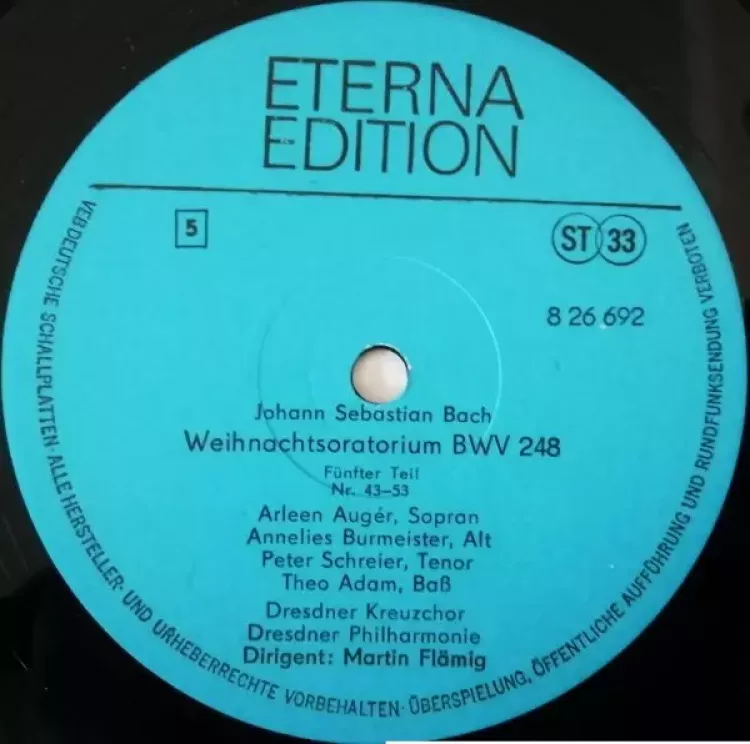 ETERNA
EDITION
5
ST 33
8 26 692
Johann Sebastian Bach
Weihnachtsoratorium BWV 248
Fünfter Teil
Nr. 43–53
Arleen Augér, Sopran
Annelies Burmeister, Alt
Peter Schreier, Tenor
Theo Adam, Baß
Dresdner Kreuzchor
Dresdner Philharmonie
Dirigent: Martin Flämig
VEB DEUTSCHE SCHALLPLATTEN · ALLE HERSTELLER- UND URHEBERRECHTE VORBEHALTEN · ÜBERSPIELUNG, ÖFFENTLICHE AUFFÜHRUNG UND RUNDFUNKSENDUNG VERBOTEN